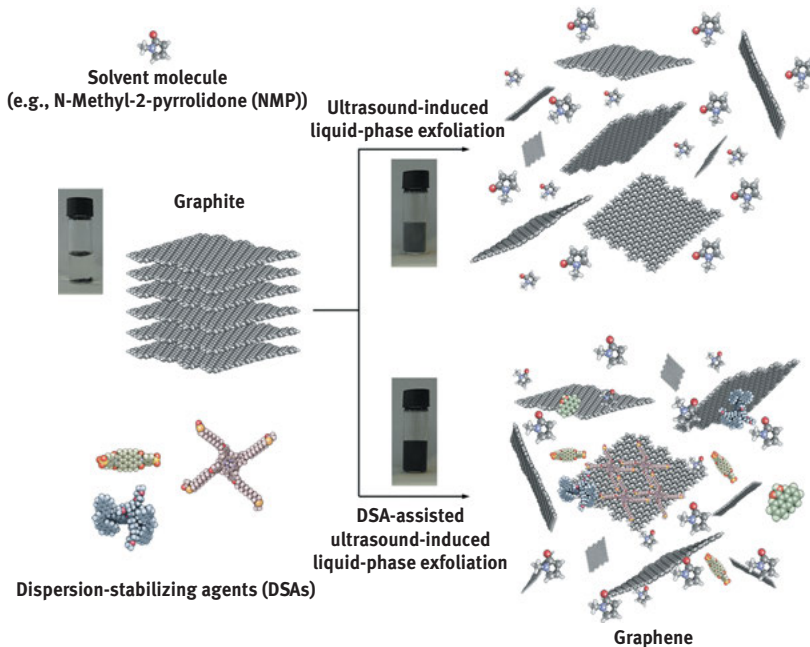 Solvent molecule
(e.g., N-Methyl-2-pyrrolidone (NMP))
Ultrasound-induced
liquid-phase exfoliation
Graphite
DSA-assisted
ultrasound-induced
liquid-phase exfoliation
Dispersion-stabilizing agents (DSAs)
Graphene